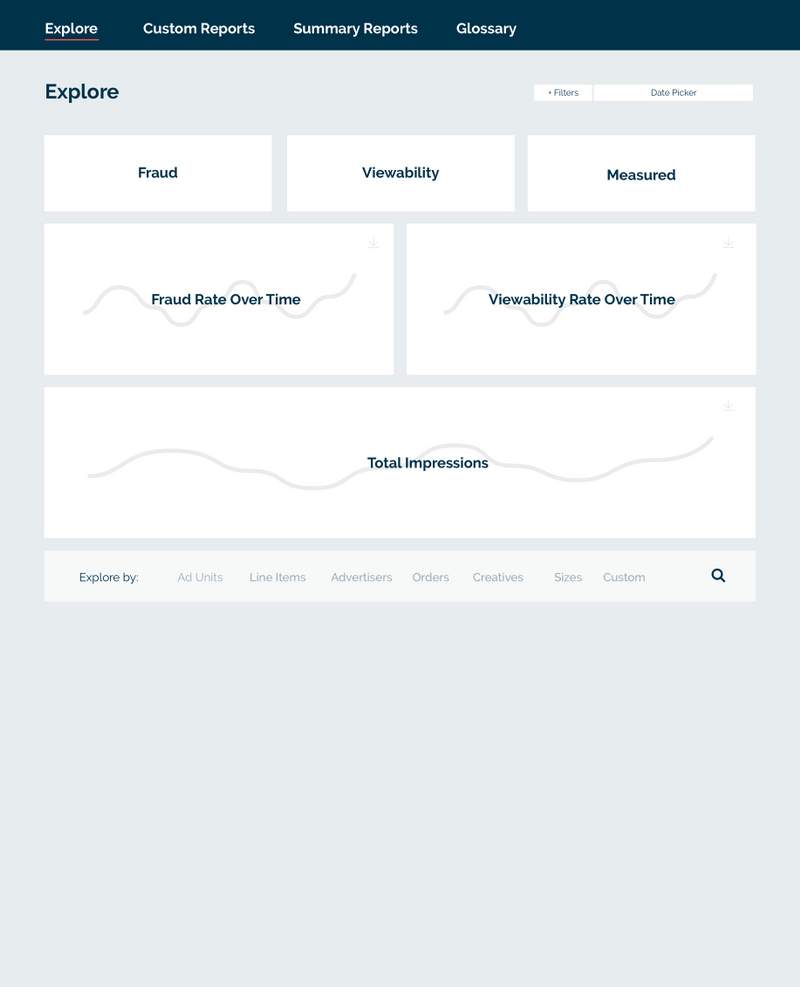 Explore Custom Reports Summary Reports Glossary
Explore
+ Filters Date Picker
Fraud Viewability Measured
Fraud Rate Over Time Viewability Rate Over Time
Total Impressions
Explore by: Ad Units Line Items Advertisers Orders Creatives Sizes Custom